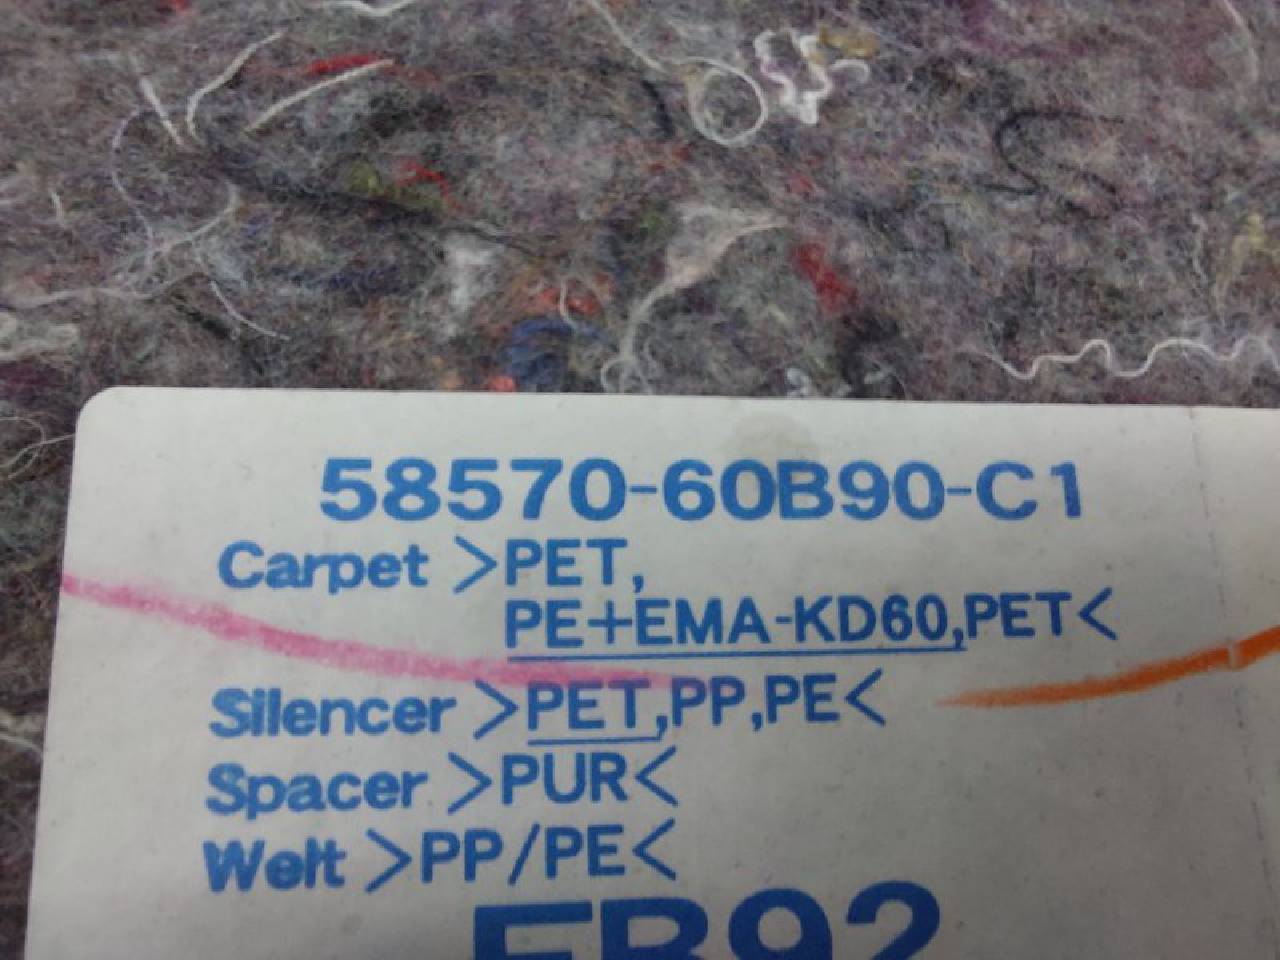 58570-60B90-C1
Carpet >PET,
PE+EMA-KD60,PET<
Silencer >PET,PP,PE<
Spacer >PUR<
Welt >PP/PE<